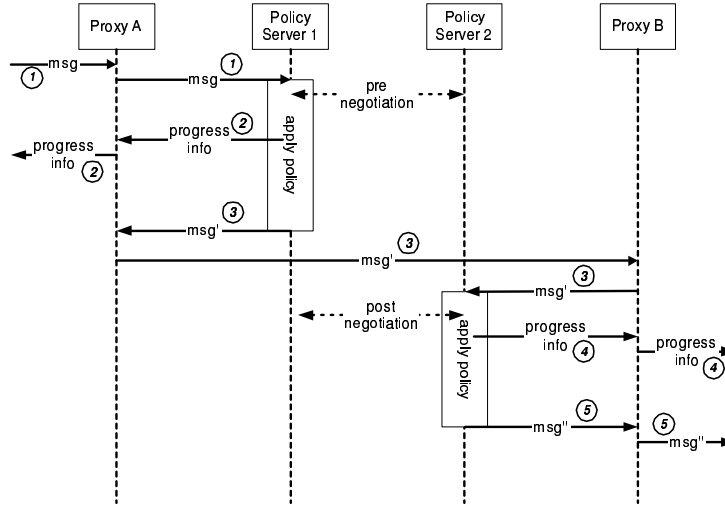 Proxy A
Policy
Server 1
Policy
Server 2
Proxy B
msg
1
msg
1
pre
negotiation
progress
info
2
progress
info
2
apply policy
msg'
3
msg'
3
msg'
3
post
negotiation
apply policy
progress
info
4
progress
info
4
msg''
5
msg''
5